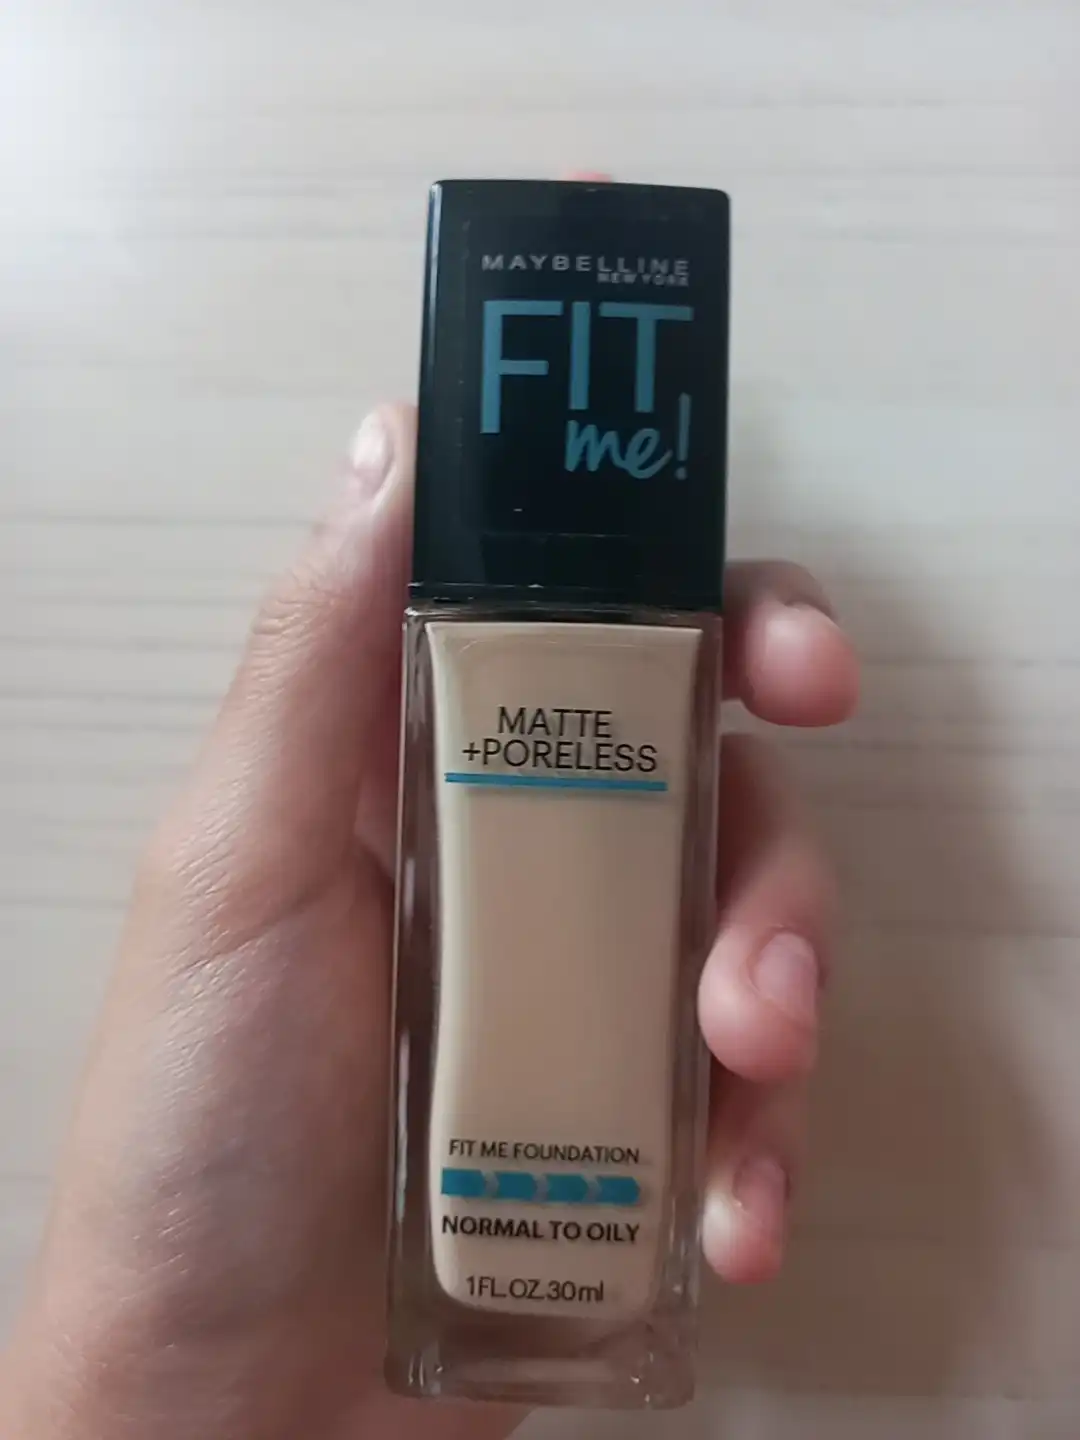 MAYBELLINE
NEW YORK
FIT
me!
MATTE
+PORELESS
FIT ME FOUNDATION
NORMAL TO OILY
1FL.OZ.30ml